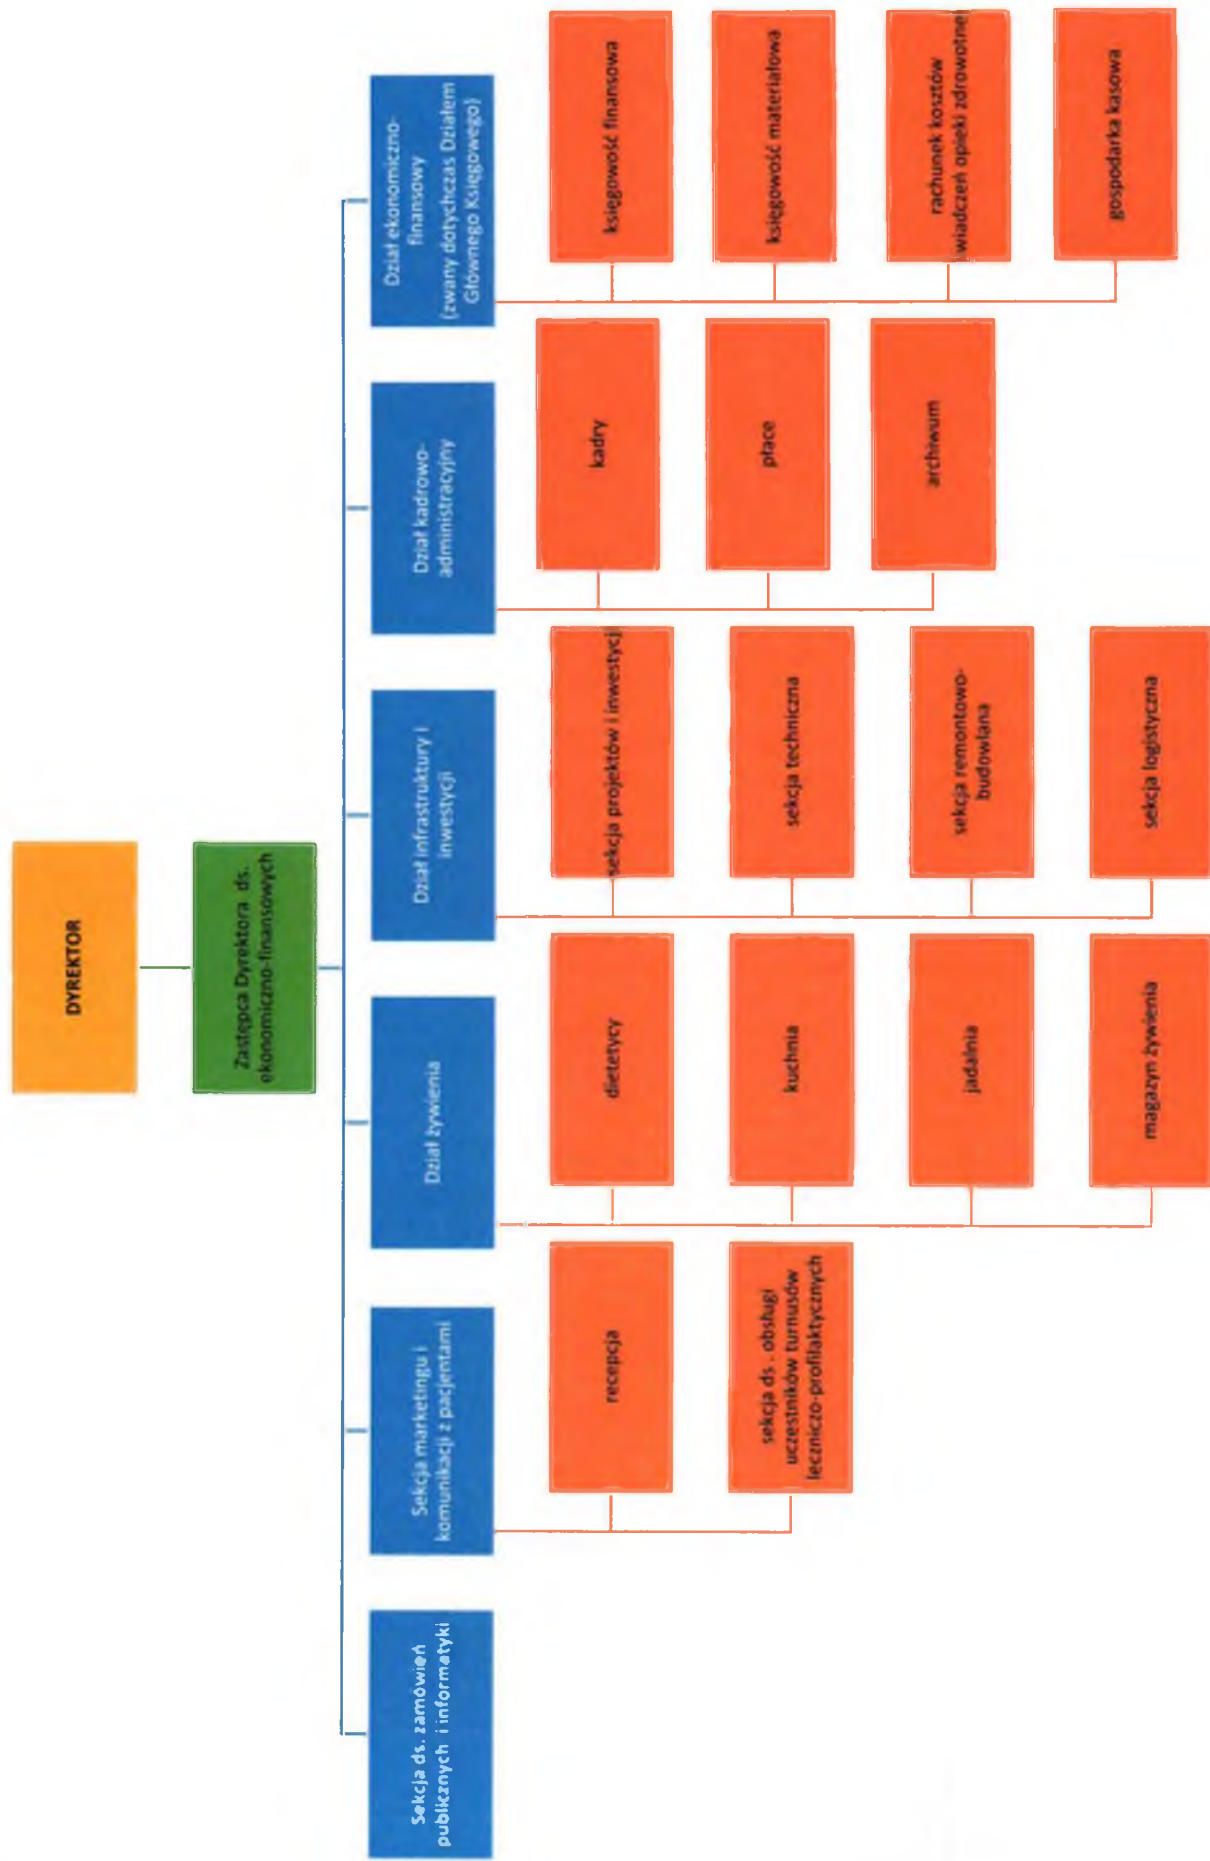 DYREKTOR
Zastępca Dyrektora ds.
ekonomiczno-finansowych
Sekcja ds. zamówień
publicznych i informatyki
Sekcja marketingu i
komunikacji z pacjentami
recepcja
sekcja ds . obsługi
uczestników turnusów
leczniczo-profilaktycznych
Dział żywienia
dietetycy
kuchnia
jadalnia
magazyn żywienia
Dział infrastruktury i
inwestycji
sekcja projektów i inwestycji
sekcja techniczna
sekcja remontowo-
budowlana
sekcja logistyczna
Dział kadrowo-
administracyjny
kadry
płace
archiwum
Dział ekonomiczno-
finansowy
(zwany dotychczas Działem
Głównego Księgowego)
księgowość finansowa
księgowość materiałowa
rachunek kosztów
świadczeń opieki zdrowotnej
gospodarka kasowa